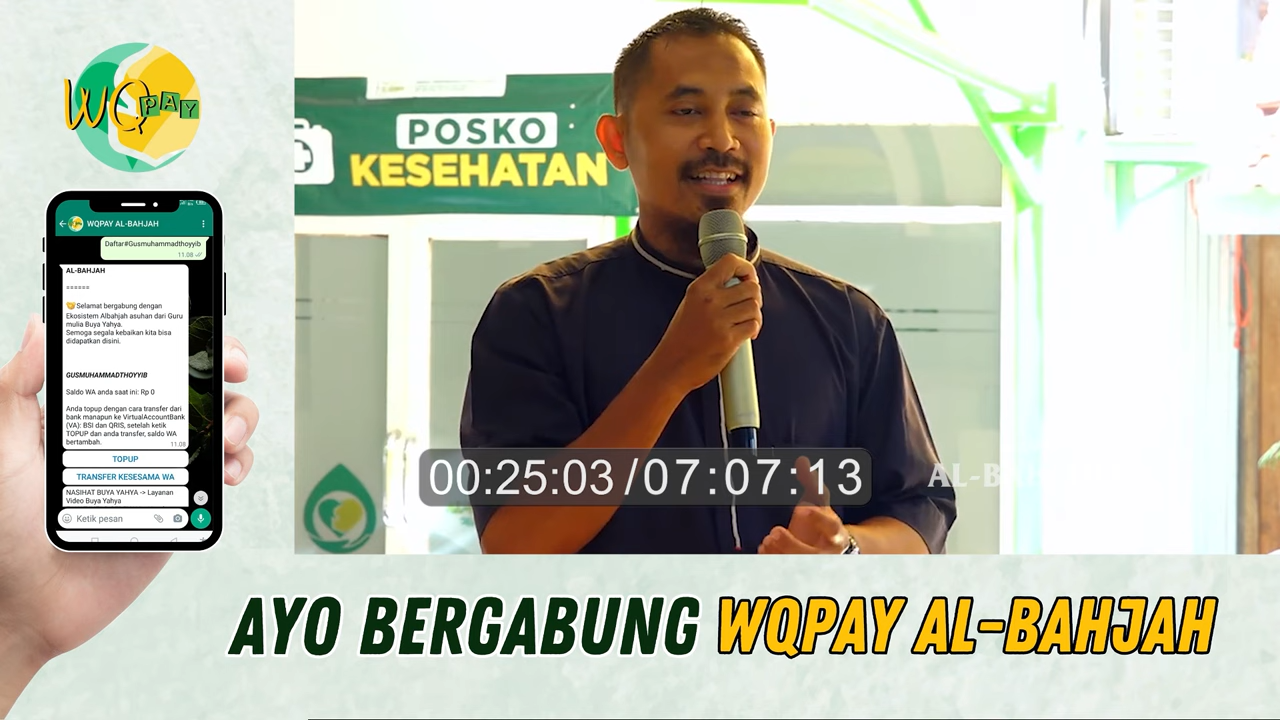 WQPAY
POSKO
KESEHATAN
WQPAY AL-BAHJAH
Daftar#Gusmuhammadthoyyib
11.08
AL-BAHJAH
======
Selamat bergabung dengan
Ekosistem Albahjah asuhan dari Guru
mulia Buya Yahya.
Semoga segala kebaikan kita bisa
didapatkan disini.
GUSMUHAMMADTHOYYIB
Saldo WA anda saat ini: Rp 0
Anda topup dengan cara transfer dari
bank manapun ke VirtualAccountBank
(VA): BSI dan QRIS, setelah ketik
TOPUP dan anda transfer, saldo WA
bertambah.
11.08
TOPUP
TRANSFER KESESAMA WA
NASIHAT BUYA YAHYA -> Layanan
Video Buya Yahya
Ketik pesan
00:25:03/07:07:13
AYO BERGABUNG WQPAY AL-BAHJAH